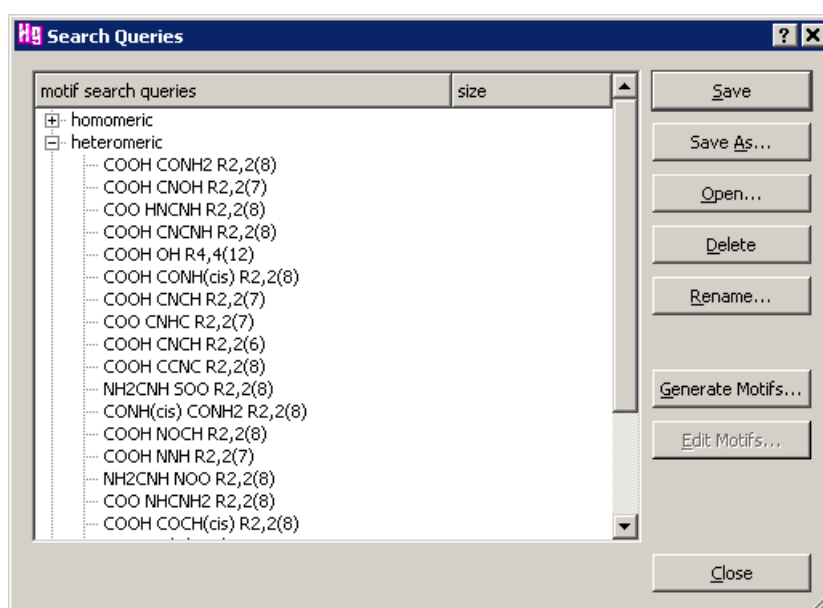 Hg Search Queries
motif search queries size
homomeric
heteromeric
COOH CONH2 R2,2(8)
COOH CNOH R2,2(7)
COO HNCNH R2,2(8)
COOH CNCNH R2,2(8)
COOH OH R4,4(12)
COOH CONH(cis) R2,2(8)
COOH CNCH R2,2(7)
COO CNHC R2,2(7)
COOH CNCH R2,2(6)
COOH CCNC R2,2(8)
NH2CNH SOO R2,2(8)
CONH(cis) CONH2 R2,2(8)
COOH NOCH R2,2(8)
COOH NNH R2,2(7)
NH2CNH NOO R2,2(8)
COO NHCNH2 R2,2(8)
COOH COCH(cis) R2,2(8)
Save
Save As...
Open...
Delete
Rename...
Generate Motifs...
Edit Motifs...
Close